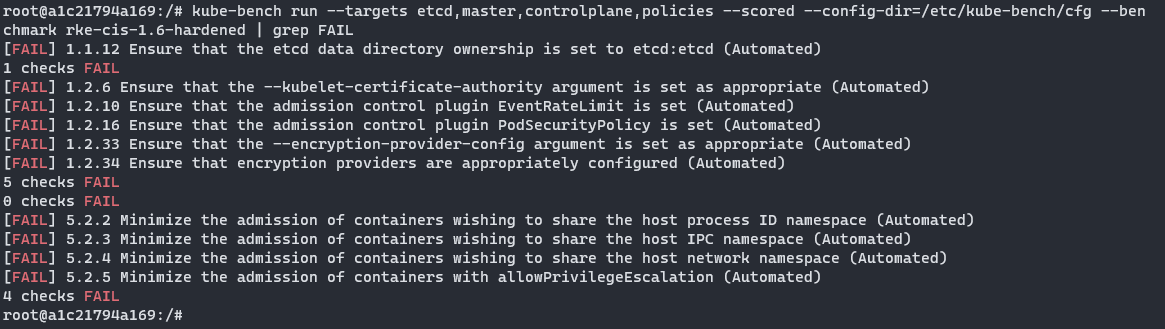 root@a1c21794a169:/# kube-bench run --targets etcd,master,controlplane,policies --scored --config-dir=/etc/kube-bench/cfg --ben
chmark rke-cis-1.6-hardened | grep FAIL
[FAIL] 1.1.12 Ensure that the etcd data directory ownership is set to etcd:etcd (Automated)
1 checks FAIL
[FAIL] 1.2.6 Ensure that the --kubelet-certificate-authority argument is set as appropriate (Automated)
[FAIL] 1.2.10 Ensure that the admission control plugin EventRateLimit is set (Automated)
[FAIL] 1.2.16 Ensure that the admission control plugin PodSecurityPolicy is set (Automated)
[FAIL] 1.2.33 Ensure that the --encryption-provider-config argument is set as appropriate (Automated)
[FAIL] 1.2.34 Ensure that encryption providers are appropriately configured (Automated)
5 checks FAIL
0 checks FAIL
[FAIL] 5.2.2 Minimize the admission of containers wishing to share the host process ID namespace (Automated)
[FAIL] 5.2.3 Minimize the admission of containers wishing to share the host IPC namespace (Automated)
[FAIL] 5.2.4 Minimize the admission of containers wishing to share the host network namespace (Automated)
[FAIL] 5.2.5 Minimize the admission of containers with allowPrivilegeEscalation (Automated)
4 checks FAIL
root@a1c21794a169:/#